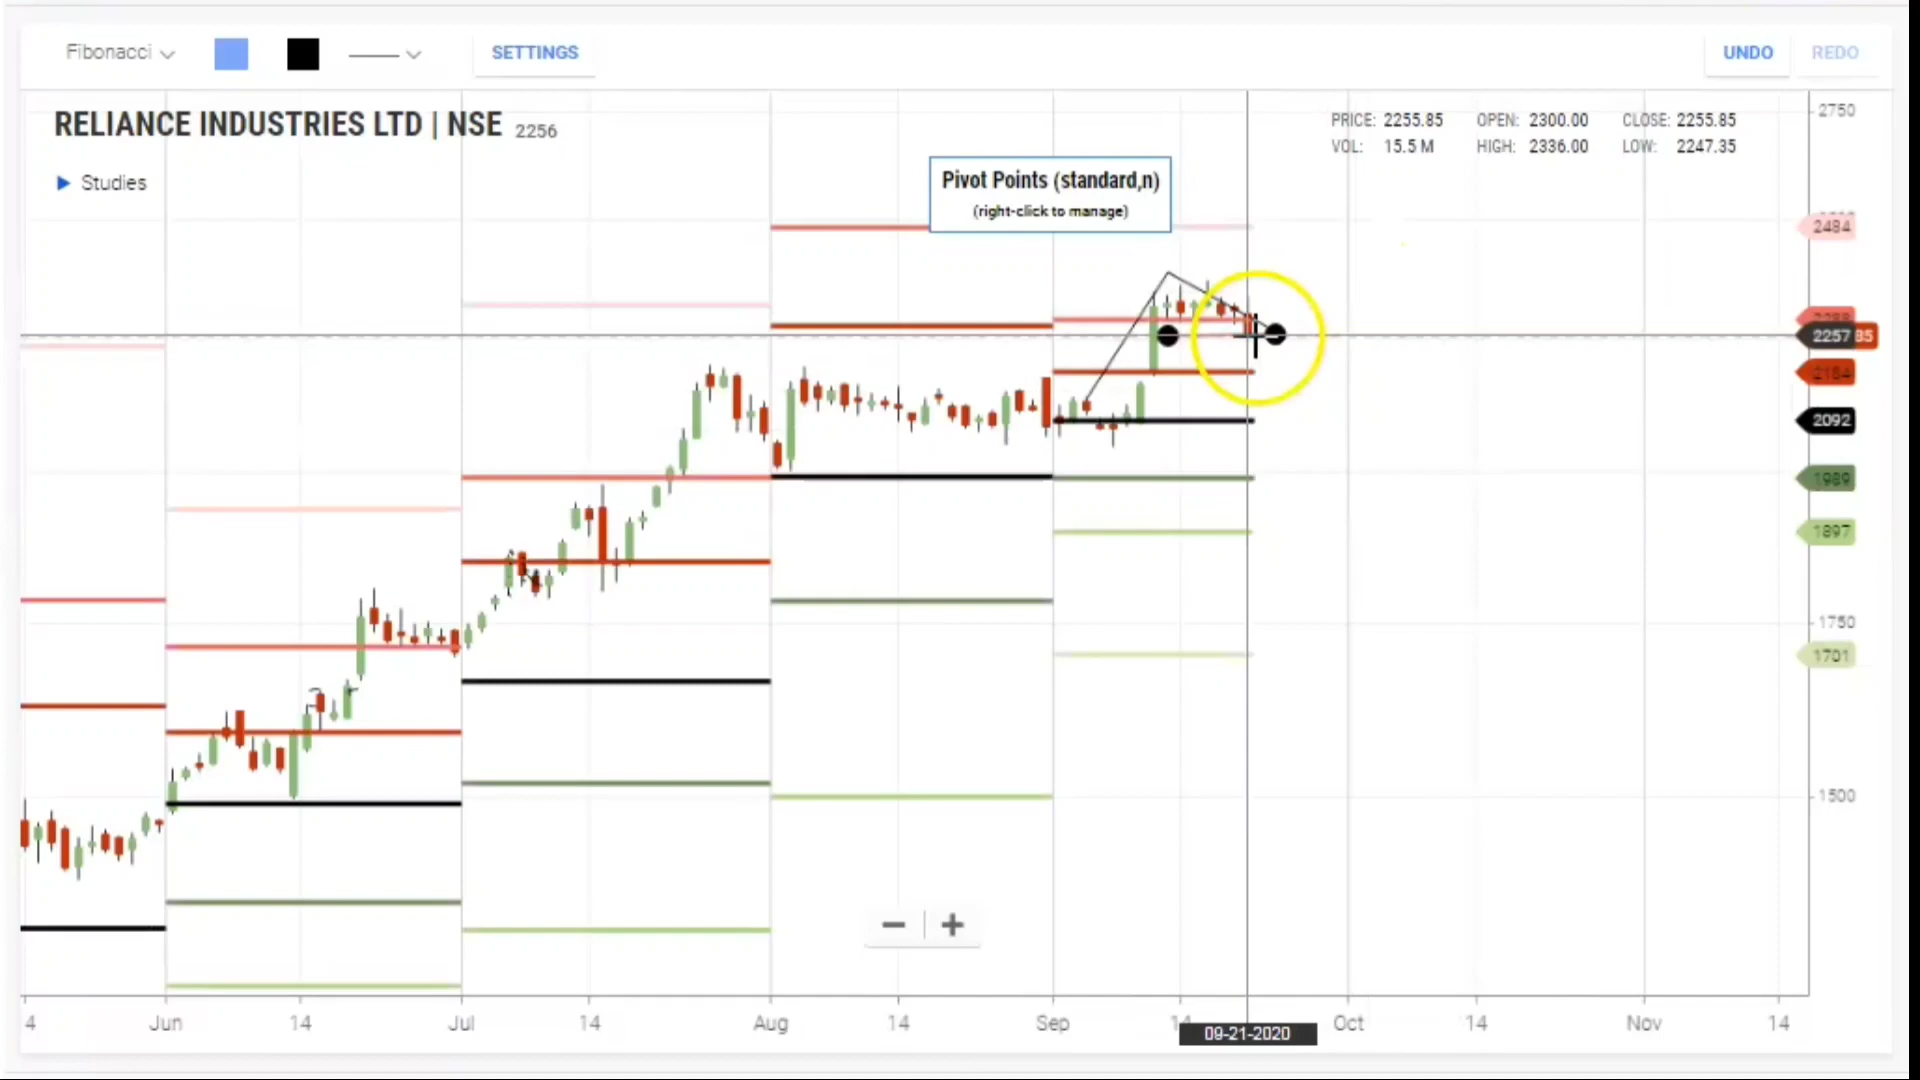 Fibonacci
SETTINGS
UNDO
REDO
RELIANCE INDUSTRIES LTD | NSE 2256
PRICE: 2255.85 OPEN: 2300.00 CLOSE: 2255.85
VOL: 15.5 M HIGH: 2336.00 LOW: 2247.35
Studies
Pivot Points (standard,n)
(right-click to manage)
2750
2484
2257
85
2184
2092
1989
1897
1750
1701
1500
4 Jun 14 Jul 14 Aug 14 Sep 14 Oct 14 Nov 14
09-21-2020